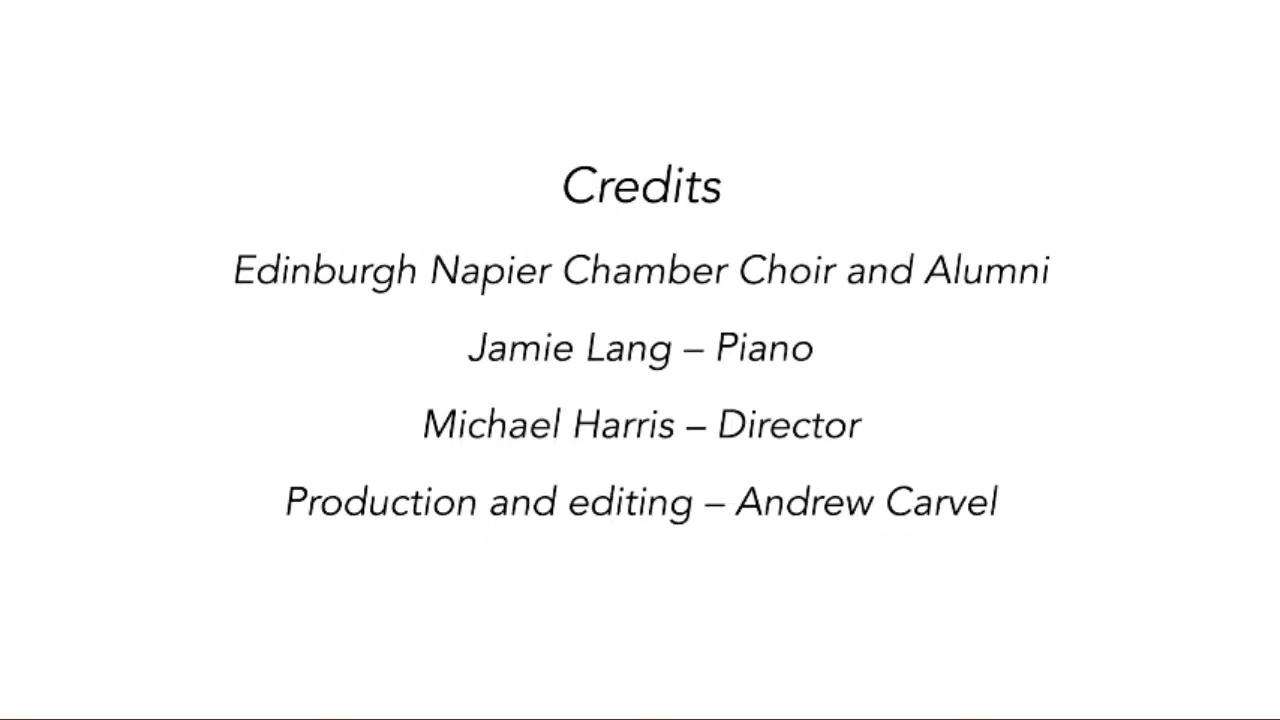 Credits
Edinburgh Napier Chamber Choir and Alumni
Jamie Lang – Piano
Michael Harris – Director
Production and editing – Andrew Carvel